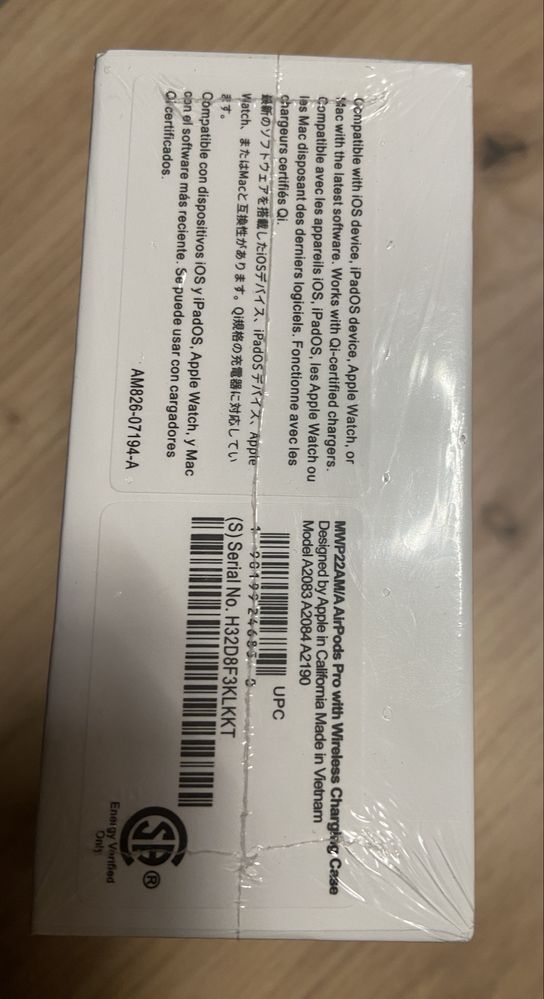 Compatible with iOS device, iPadOS device, Apple Watch, or
Mac with the latest software. Works with Qi-certified chargers.
Compatible avec les appareils iOS, iPadOS, les Apple Watch ou
les Mac disposant des derniers logiciels. Fonctionne avec les
chargeurs certifiés Qi.
最新のソフトウェアを搭載したiOSデバイス、iPadOSデバイス、Apple
Watch、またはMacと互換性があります。Qi規格の充電器に対応してい
ます。
Compatible con dispositivos iOS y iPadOS, Apple Watch, y Mac
con el software más reciente. Se puede usar con cargadores
Qi certificados.
AM826-07194-A
MWP22AM/A AirPods Pro with Wireless Charging Case
Designed by Apple in California Made in Vietnam
Model A2083 A2084 A2190
UPC
1 90199 24685 0
(S) Serial No. H32D8F3KLKKT
SA ®
Energy Verified
Only